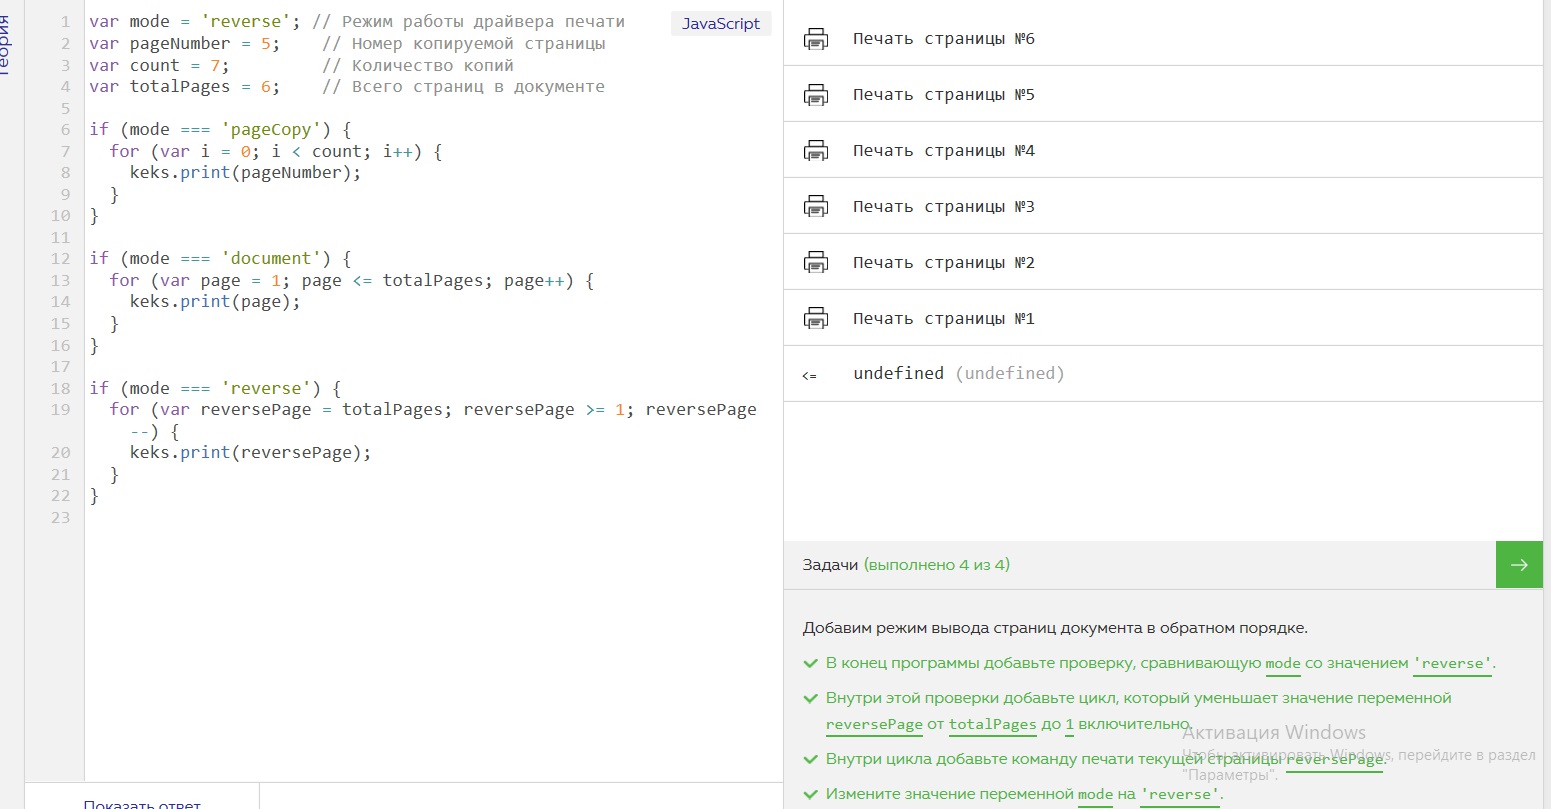 Теория
1 var mode = 'reverse'; // Режим работы драйвера печати
JavaScript
2 var pageNumber = 5;    // Номер копируемой страницы
3 var count = 7;         // Количество копий
4 var totalPages = 6;    // Всего страниц в документе
5
6 if (mode === 'pageCopy') {
7   for (var i = 0; i < count; i++) {
8     keks.print(pageNumber);
9   }
10 }
11
12 if (mode === 'document') {
13   for (var page = 1; page <= totalPages; page++) {
14     keks.print(page);
15   }
16 }
17
18 if (mode === 'reverse') {
19   for (var reversePage = totalPages; reversePage >= 1; reversePage
--) {
20     keks.print(reversePage);
21   }
22 }
23
Показать ответ
Печать страницы №6
Печать страницы №5
Печать страницы №4
Печать страницы №3
Печать страницы №2
Печать страницы №1
<= undefined (undefined)
Задачи (выполнено 4 из 4)
Добавим режим вывода страниц документа в обратном порядке.
В конец программы добавьте проверку, сравнивающую mode со значением 'reverse'.
Внутри этой проверки добавьте цикл, который уменьшает значение переменной
reversePage от totalPages до 1 включительно.
Внутри цикла добавьте команду печати текущей страницы reversePage.
Измените значение переменной mode на 'reverse'.
Активация Windows
Чтобы активировать Windows, перейдите в раздел
"Параметры".